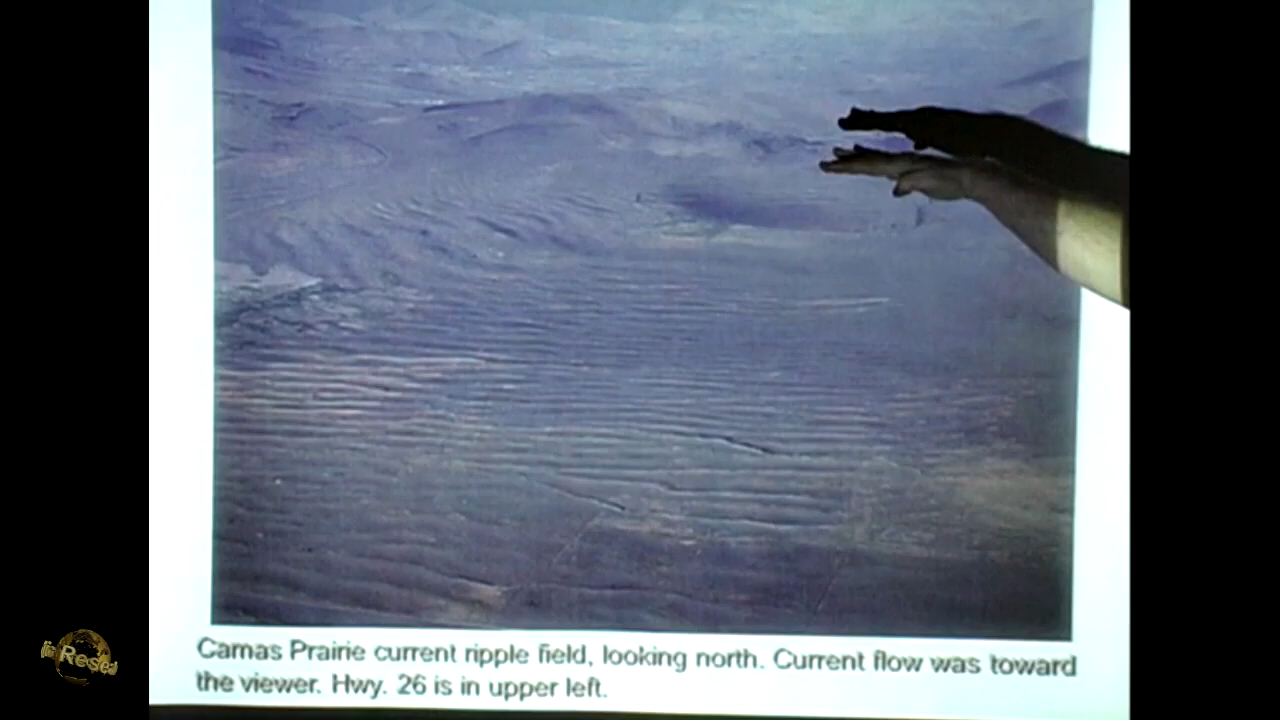 Camas Prairie current ripple field, looking north. Current flow was toward
the viewer. Hwy. 26 is in upper left.